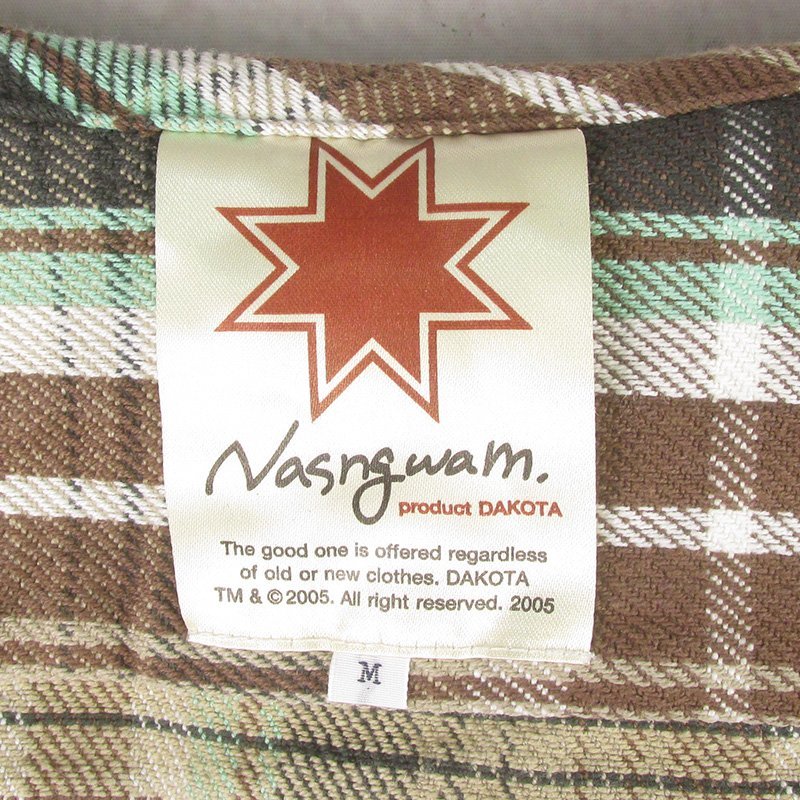 Nasngwam.
product DAKOTA
The good one is offered regardless
of old or new clothes. DAKOTA
TM & ©2005. All right reserved. 2005
M